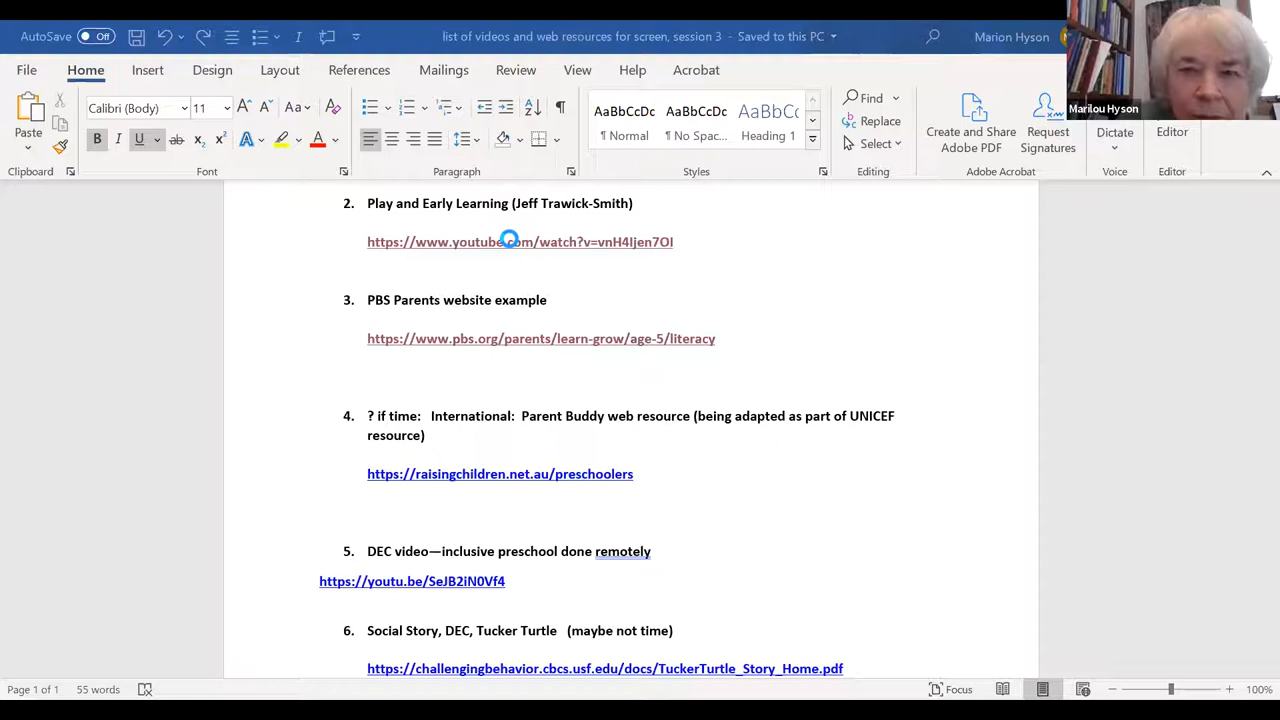 AutoSave Off
list of videos and web resources for screen, session 3 - Saved to this PC
Marion Hyson
File Home Insert Design Layout References Mailings Review View Help Acrobat
Marilou Hyson
Paste
Clipboard
Calibri (Body) 11
Font
Paragraph
AaBbCcDc AaBbCcDc AaBbCc
¶ Normal ¶ No Spac... Heading 1
Styles
Find
Replace
Select
Editing
Create and Share Adobe PDF
Request Signatures
Adobe Acrobat
Dictate
Voice
Editor
Editor
2. Play and Early Learning (Jeff Trawick-Smith)
https://www.youtube.com/watch?v=vnH4Ijen7OI
3. PBS Parents website example
https://www.pbs.org/parents/learn-grow/age-5/literacy
4. ? if time: International: Parent Buddy web resource (being adapted as part of UNICEF
resource)
https://raisingchildren.net.au/preschoolers
5. DEC video—inclusive preschool done remotely
https://youtu.be/SeJB2iN0Vf4
6. Social Story, DEC, Tucker Turtle (maybe not time)
https://challengingbehavior.cbcs.usf.edu/docs/TuckerTurtle_Story_Home.pdf
Page 1 of 1 55 words Focus 100%